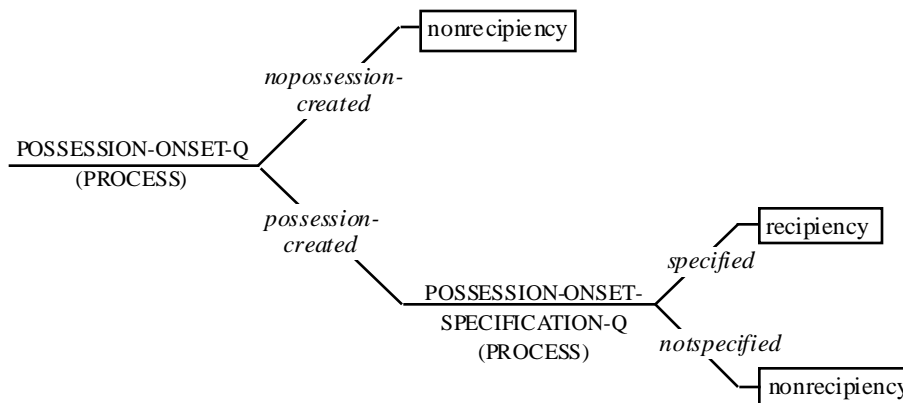 nonrecipiency
nopossession-
created
POSSESSION-ONSET-Q
(PROCESS)
possession-
created
recipiency
specified
POSSESSION-ONSET-
SPECIFICATION-Q
(PROCESS)
notspecified
nonrecipiency